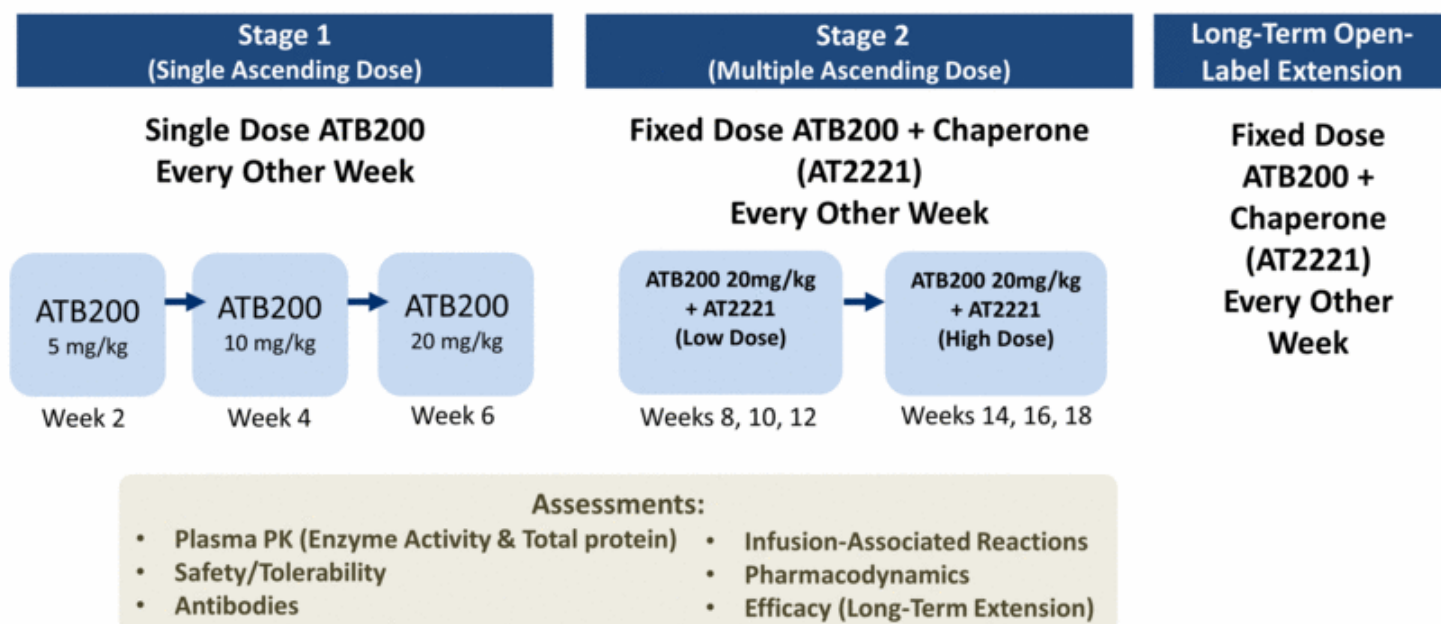 Stage 1
(Single Ascending Dose)
Single Dose ATB200
Every Other Week
ATB200
5 mg/kg
Week 2
ATB200
10 mg/kg
Week 4
ATB200
20 mg/kg
Week 6
Stage 2
(Multiple Ascending Dose)
Fixed Dose ATB200 + Chaperone
(AT2221)
Every Other Week
ATB200 20mg/kg
+ AT2221
(Low Dose)
Weeks 8, 10, 12
ATB200 20mg/kg
+ AT2221
(High Dose)
Weeks 14, 16, 18
Long-Term Open-
Label Extension
Fixed Dose
ATB200 +
Chaperone
(AT2221)
Every Other
Week
Assessments:
• Plasma PK (Enzyme Activity & Total protein)
• Safety/Tolerability
• Antibodies
• Infusion-Associated Reactions
• Pharmacodynamics
• Efficacy (Long-Term Extension)